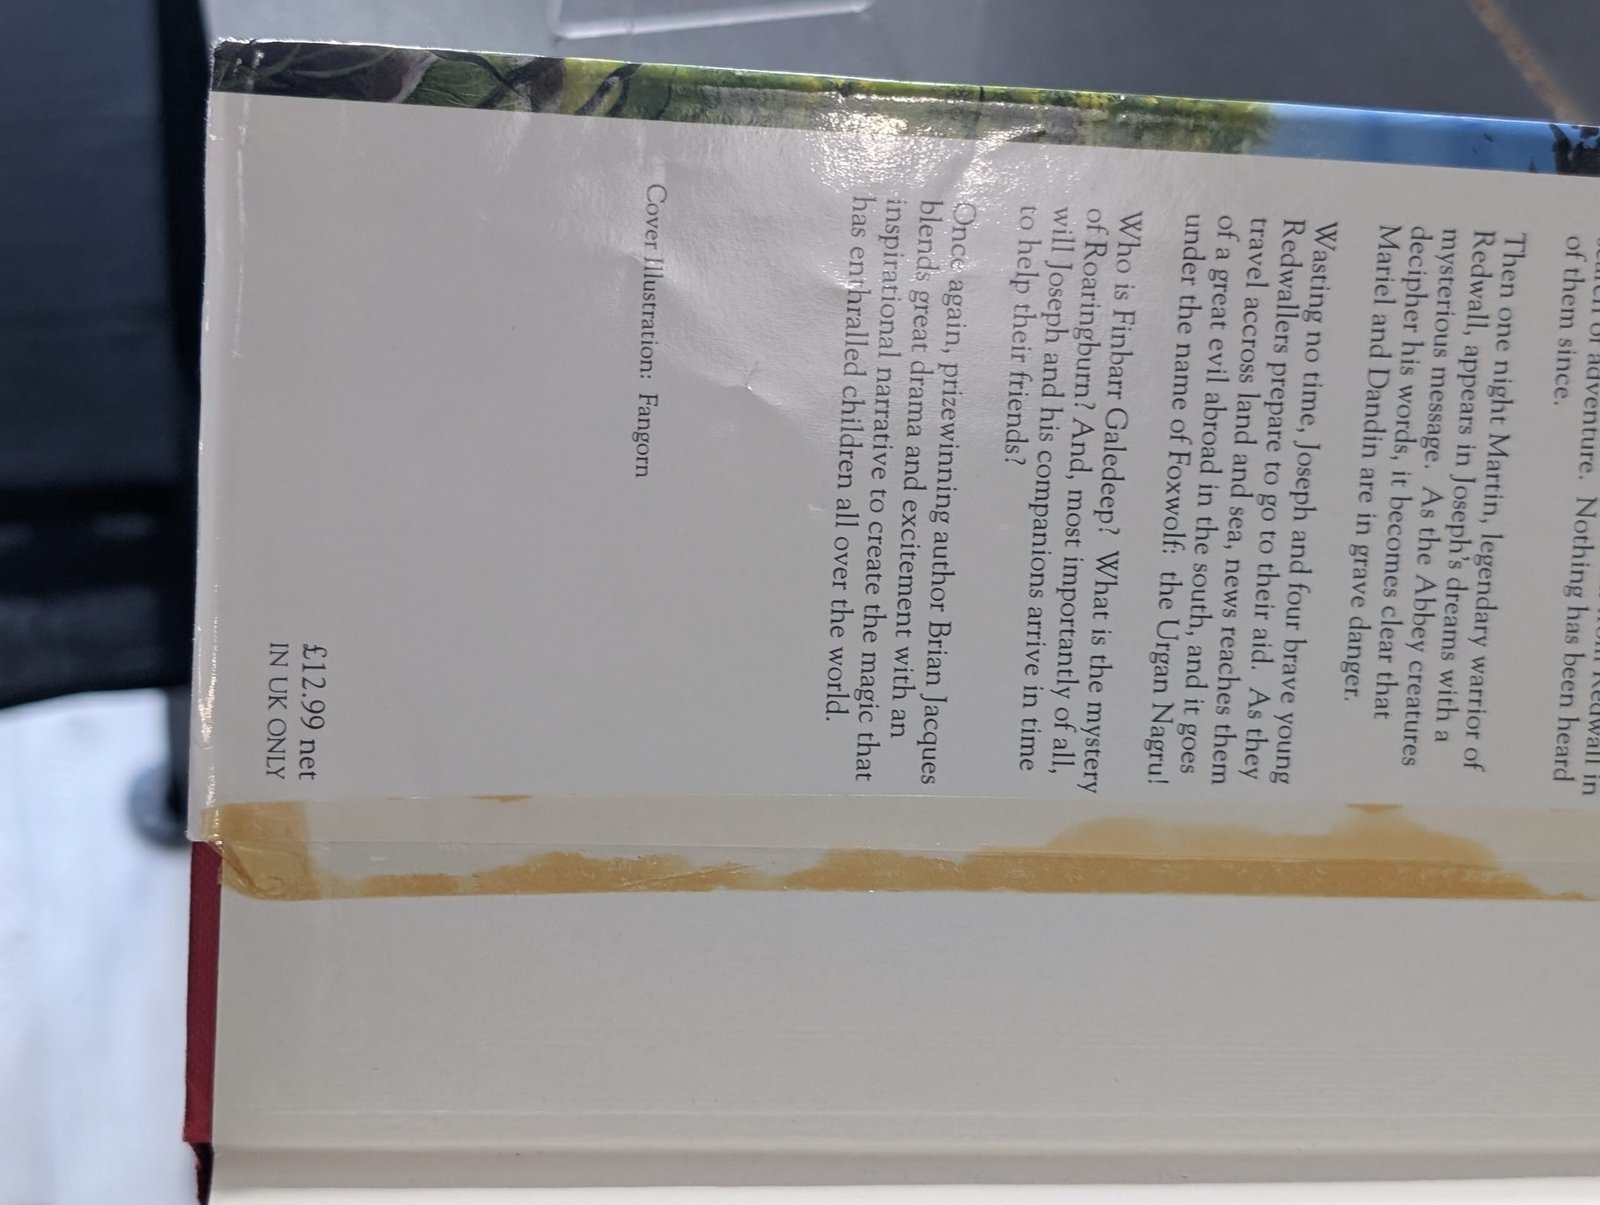 adventure. Nothing has been heard
of them since.
Then one night Martin, legendary warrior of
Redwall, appears in Joseph's dreams with a
mysterious message. As the Abbey creatures
decipher his words, it becomes clear that
Mariel and Dandin are in grave danger.
Wasting no time, Joseph and four brave young
Redwallers prepare to go to their aid. As they
travel accross land and sea, news reaches them
of a great evil abroad in the south, and it goes
under the name of Foxwolf: the Urgan Nagru!
Who is Finbarr Galedeep? What is the mystery
of Roaringburn? And, most importantly of all,
will Joseph and his companions arrive in time
to help their friends?
Once again, prizewinning author Brian Jacques
blends great drama and excitement with an
inspirational narrative to create the magic that
has enthralled children all over the world.
Cover Illustration: Fangorn
£12.99 net
IN UK ONLY